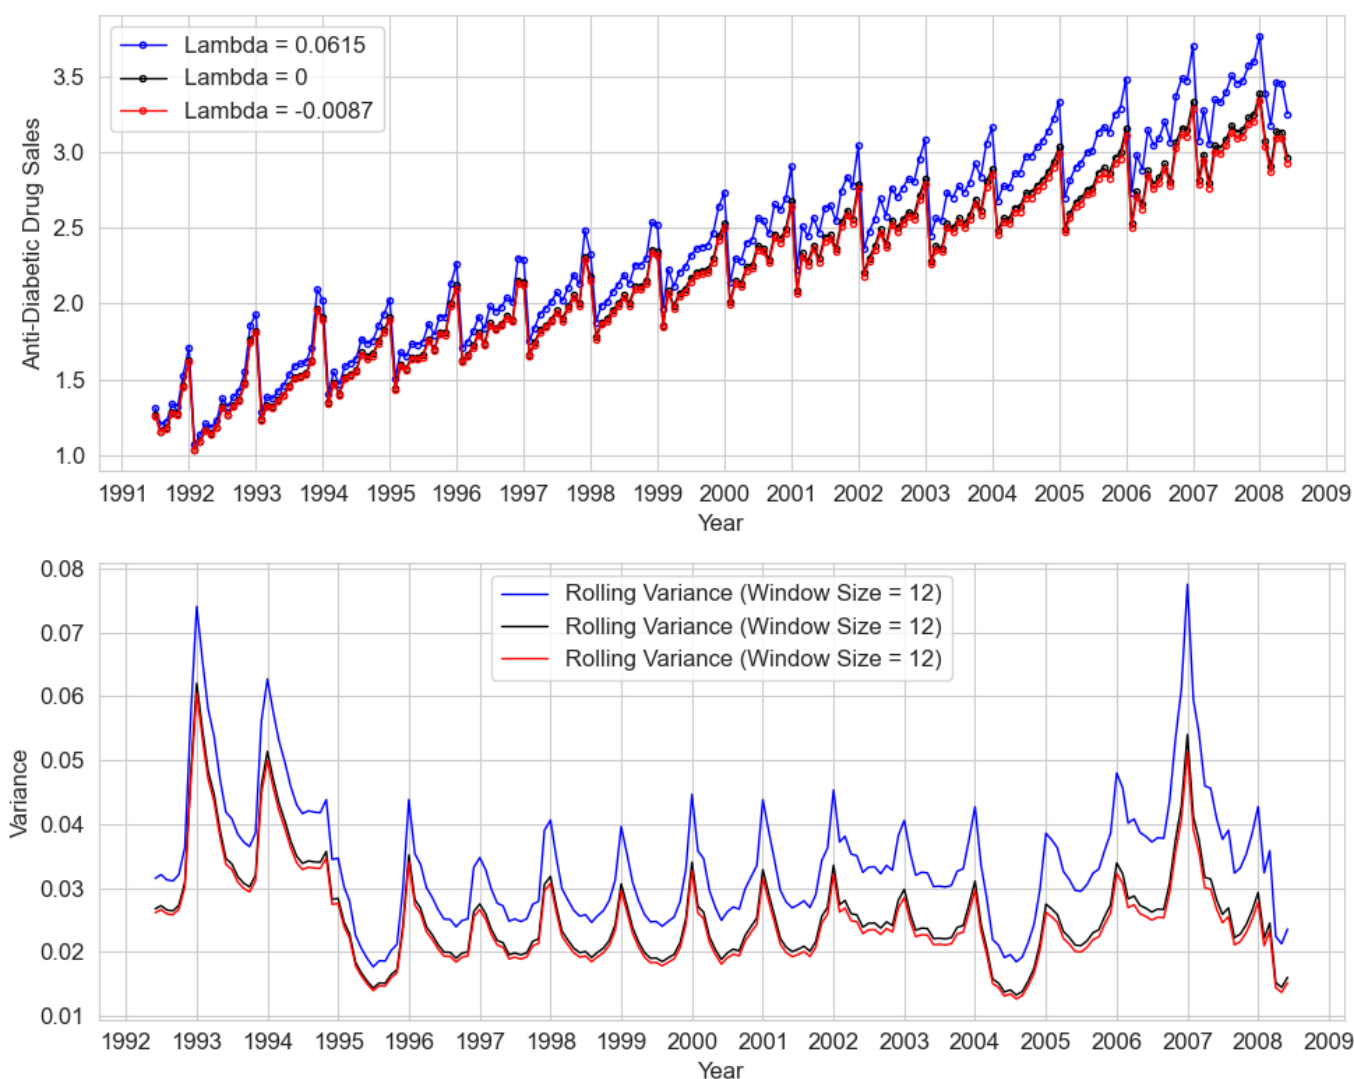 Lambda = 0.0615
Lambda = 0
Lambda = -0.0087
Anti-Diabetic Drug Sales
3.5
3.0
2.5
2.0
1.5
1.0
1991 1992 1993 1994 1995 1996 1997 1998 1999 2000 2001 2002 2003 2004 2005 2006 2007 2008 2009
Year
Rolling Variance (Window Size = 12)
Rolling Variance (Window Size = 12)
Rolling Variance (Window Size = 12)
Variance
0.08
0.07
0.06
0.05
0.04
0.03
0.02
0.01
1992 1993 1994 1995 1996 1997 1998 1999 2000 2001 2002 2003 2004 2005 2006 2007 2008 2009
Year